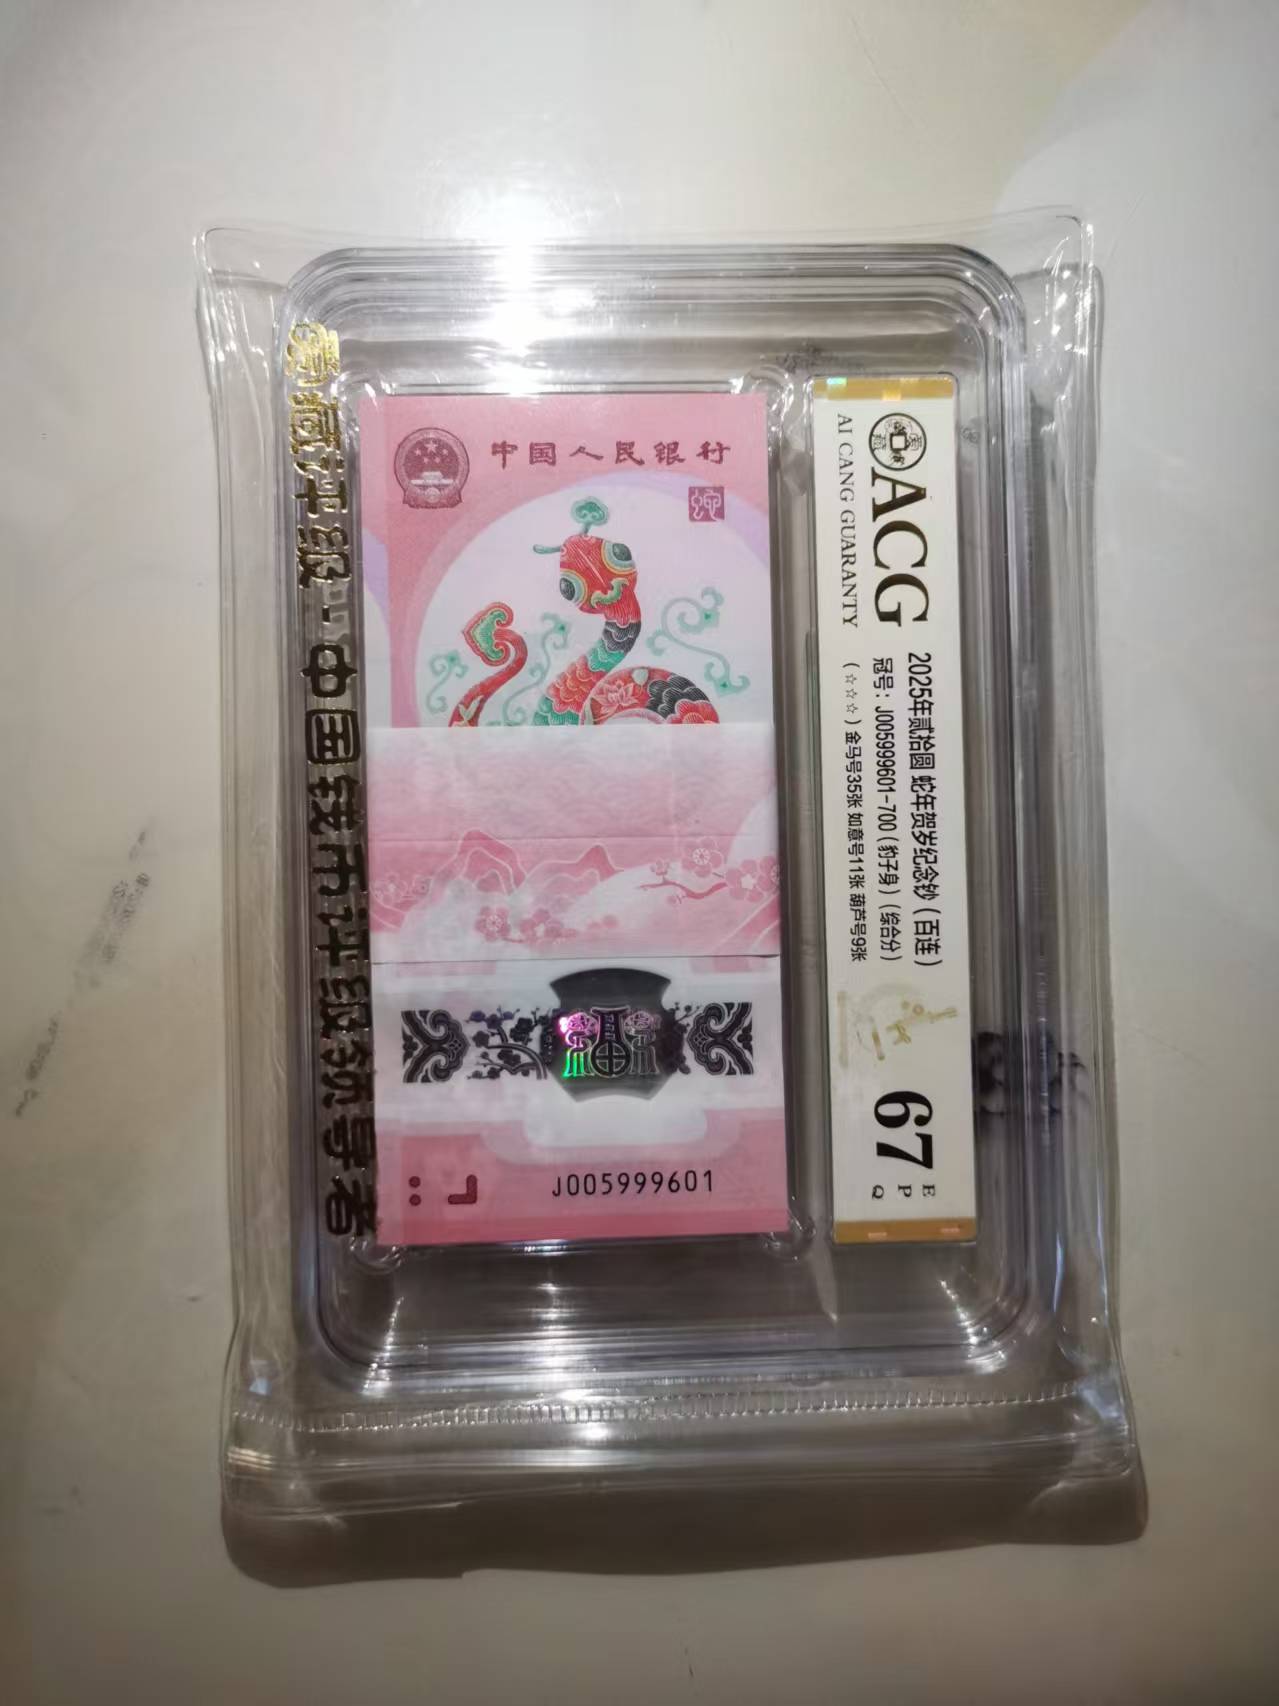 爱藏评级-中国钱币评级领导者
中国人民银行
J005999601
ACG
AI CANG GUARANTY
2025年贰拾圆 蛇年贺岁纪念钞(百连)
冠号:J005999601-700(豹子身)(综合分)
(☆☆☆)金马号35张 如意号11张 葫芦号9张
67
E
P
Q